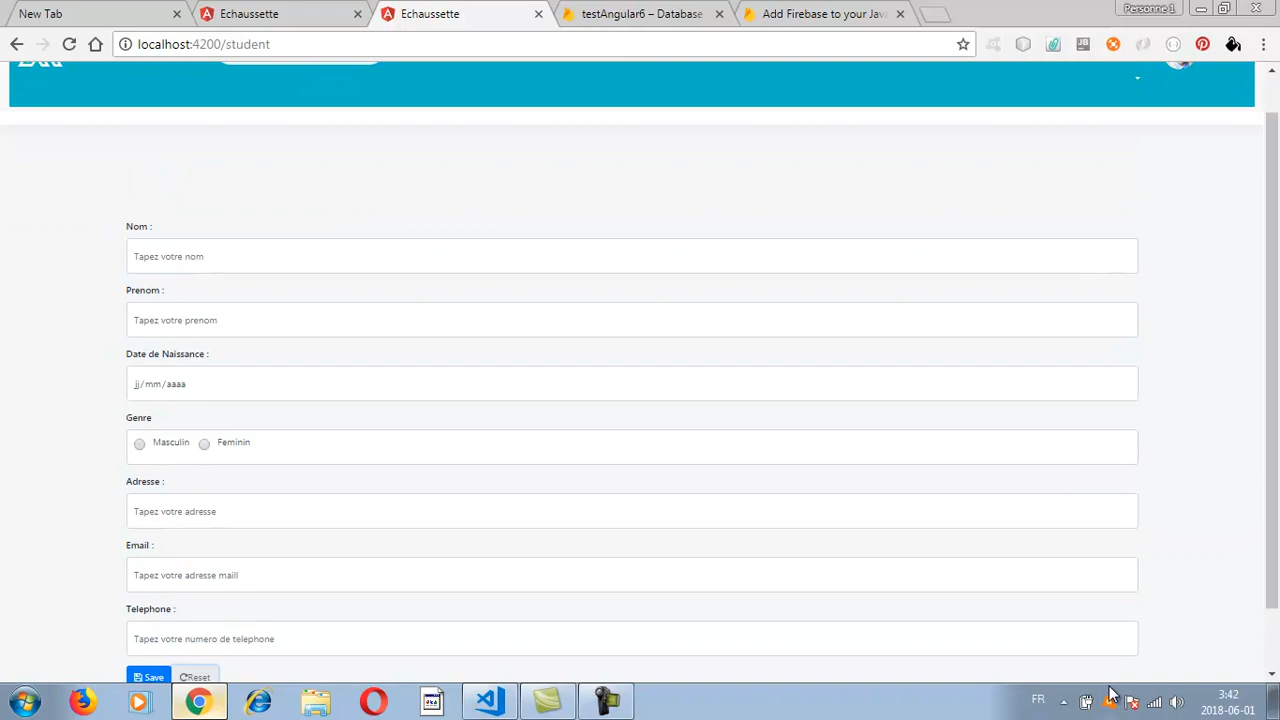 New Tab
Echaussette
Echaussette
testAngular6 – Database
Add Firebase to your Jav
Personne 1
localhost:4200/student
Nom :
Tapez votre nom
Prenom :
Tapez votre prenom
Date de Naissance :
jj/mm/aaaa
Genre
Masculin
Feminin
Adresse :
Tapez votre adresse
Email :
Tapez votre adresse maill
Telephone :
Tapez votre numero de telephone
Save
Reset
FR
3:42
2018-06-01